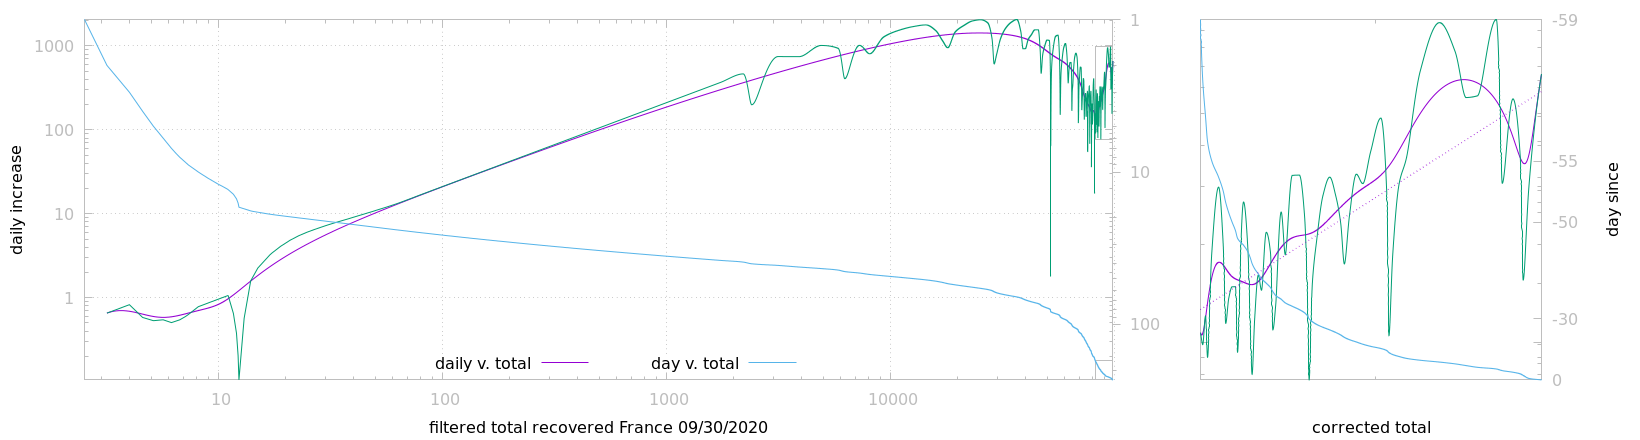 daily increase
1000
100
10
1
10
100
1000
10000
filtered total recovered France 09/30/2020
daily v. total
day v. total
1
10
100
-59
-55
-50
-30
0
day since
corrected total